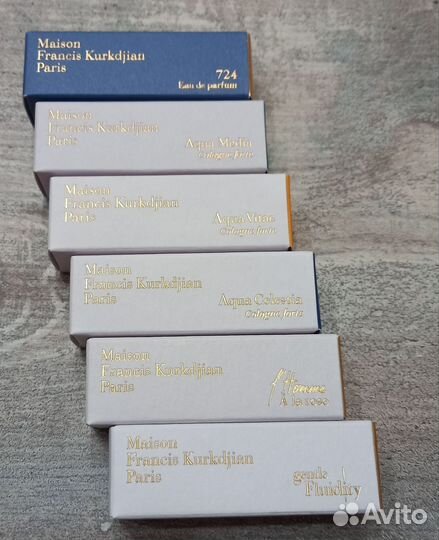 Maison
Francis Kurkdjian
Paris
724
Eau de parfum
Maison
Francis Kurkdjian
Paris
Aqua Media
Cologne forte
Maison
Francis Kurkdjian
Paris
Aqua Vitae
Cologne forte
Maison
Francis Kurkdjian
Paris
Aqua Celestia
Cologne forte
Maison
Francis Kurkdjian
Paris
l'Homme
À la rose
Maison
Francis Kurkdjian
Paris
gentle
Fluidity
Avito